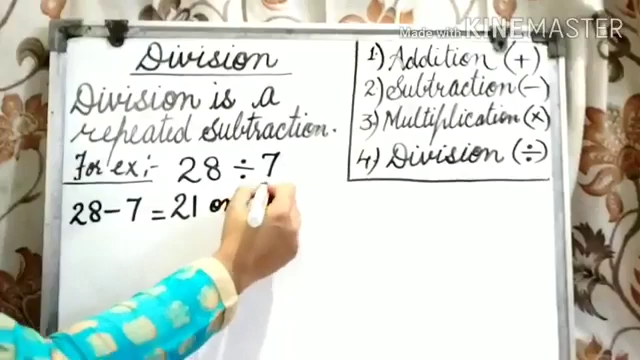 Made with KINEMASTER
Division
Division is a
repeated subtraction.
For ex:- 28 ÷ 7
28 - 7 = 21
1) Addition (+)
2) Subtraction (-)
3) Multiplication (×)
4) Division (÷)